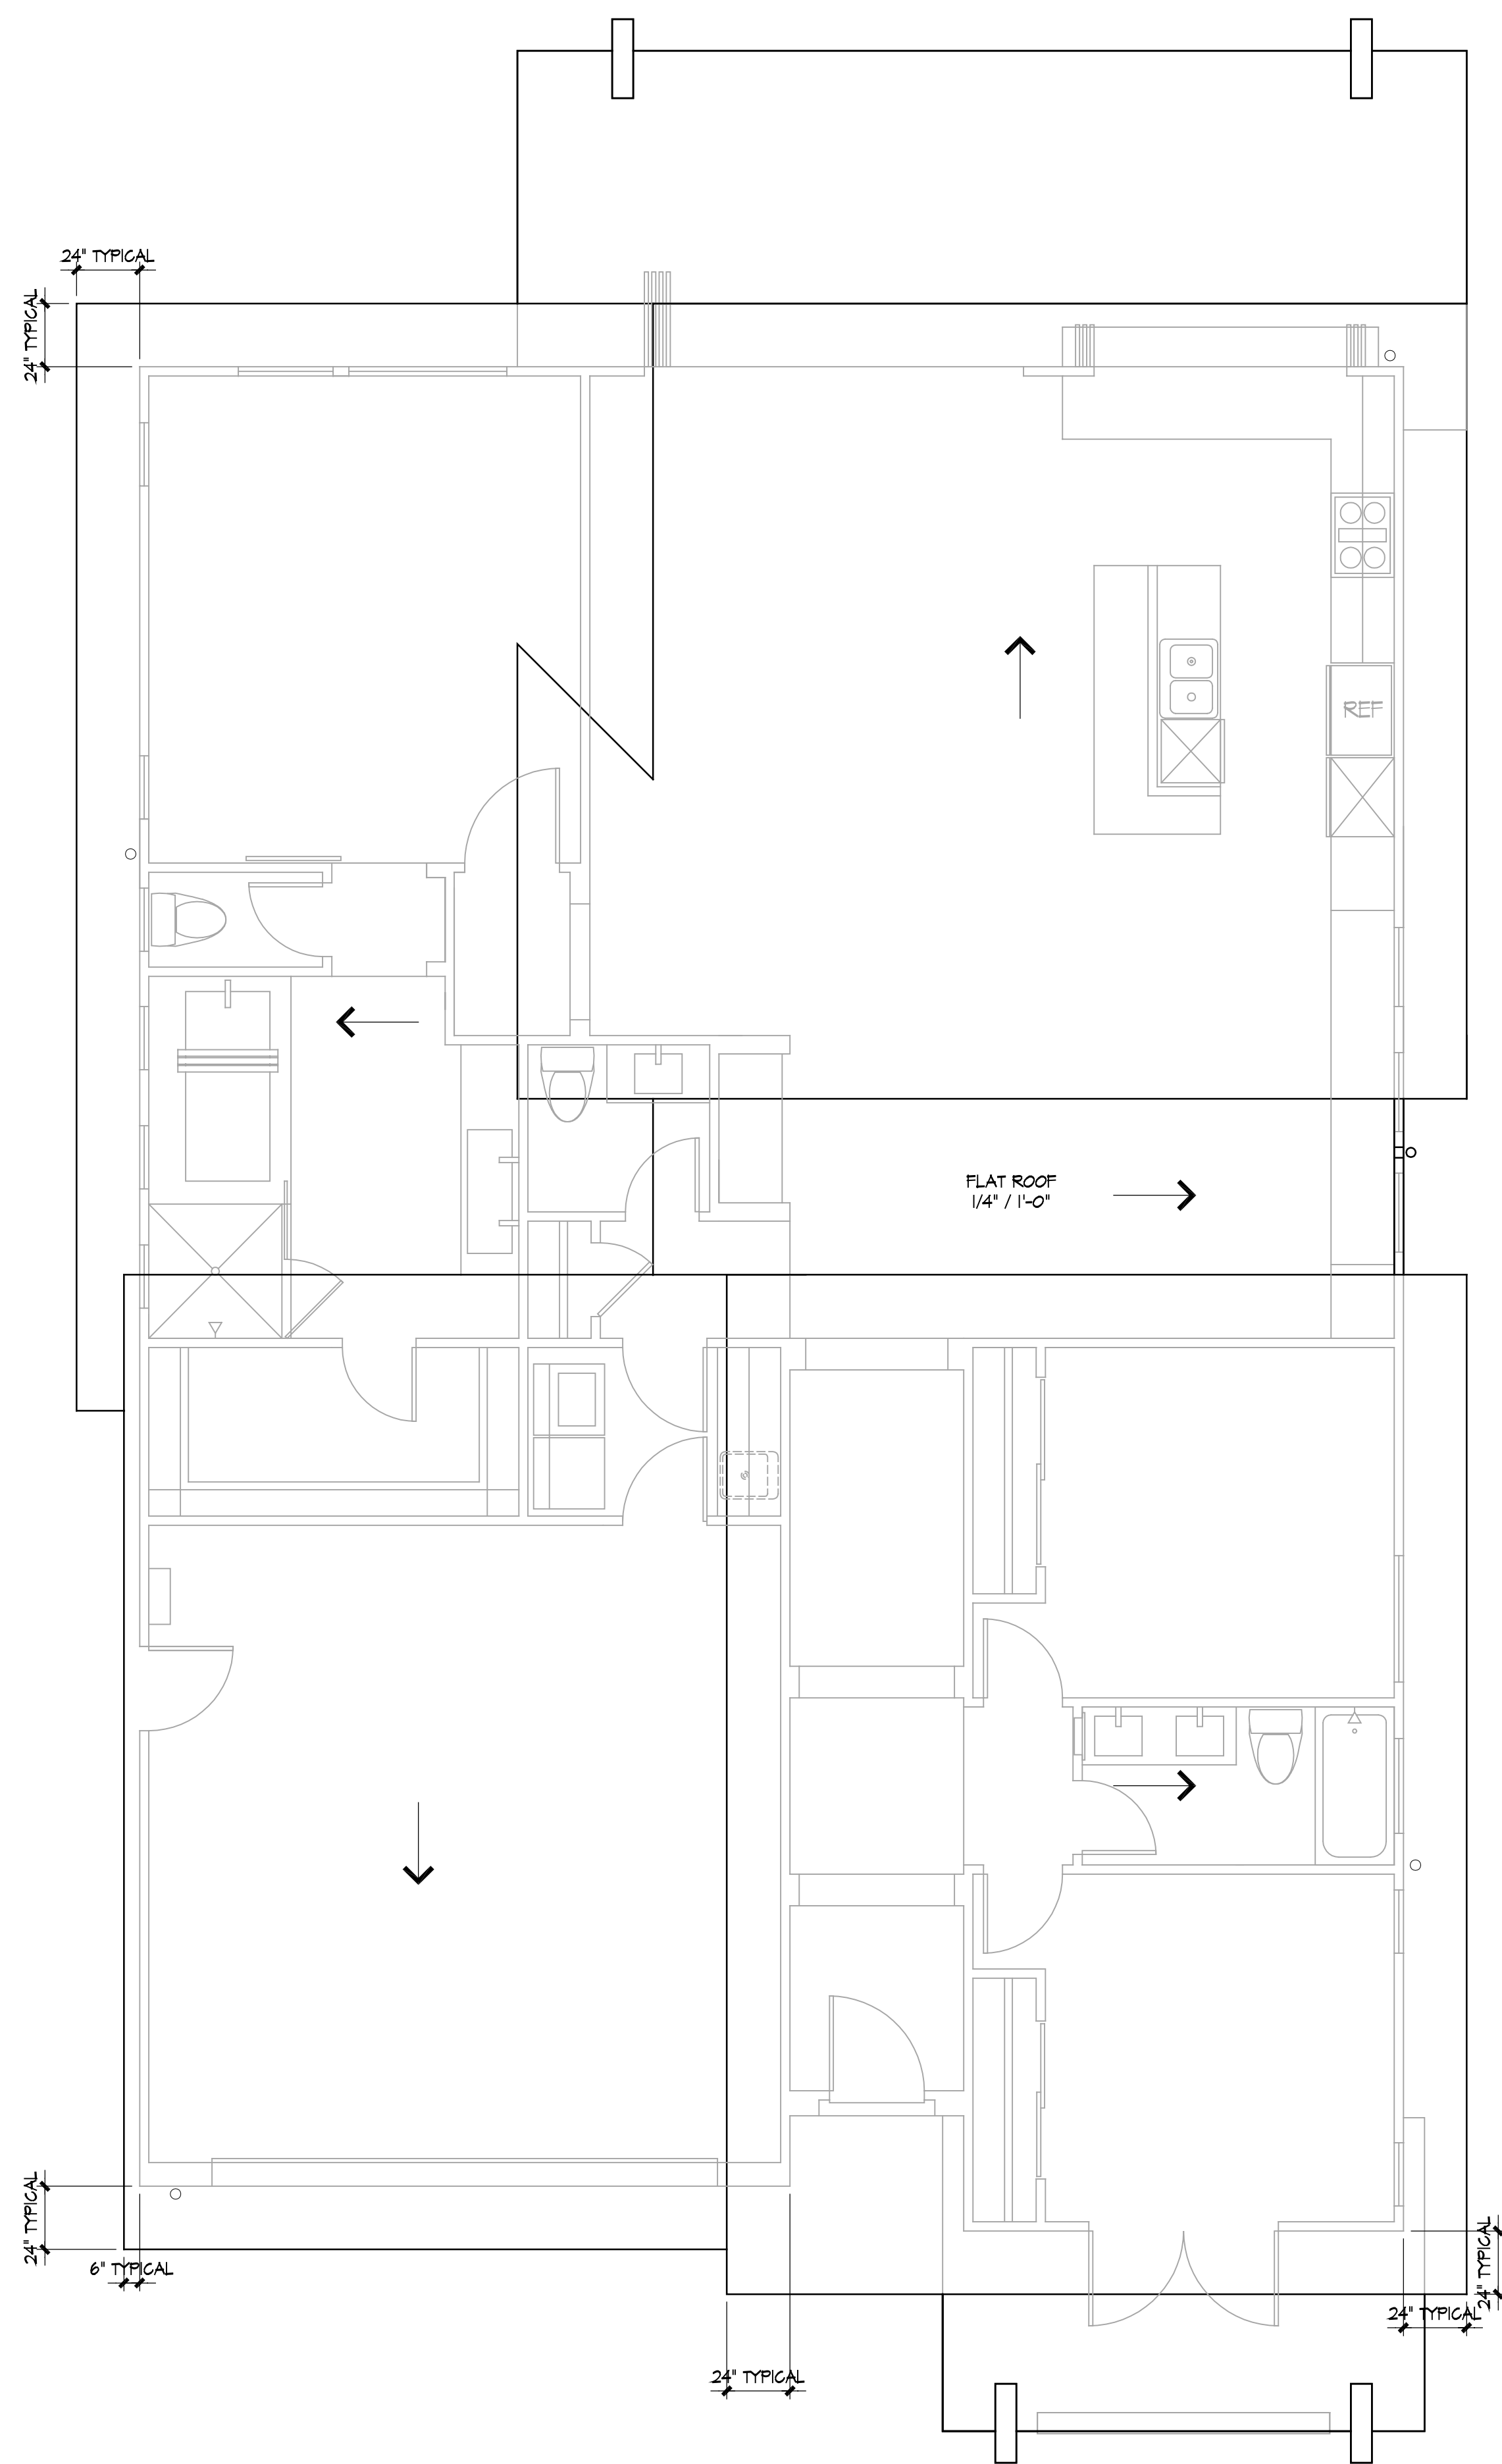 24" TYPICAL
24" TYPICAL
REF
FLAT ROOF
1/4" / 1'-0"
24" TYPICAL
6" TYPICAL
24" TYPICAL
24" TYPICAL
24" TYPICAL